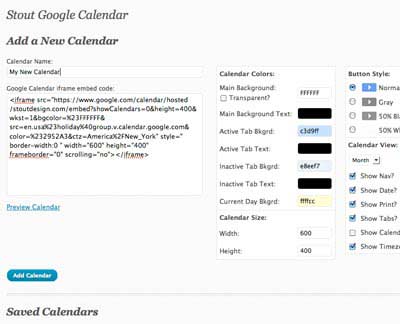 Stout Google Calendar
Add a New Calendar
Calendar Name:
My New Calendar
Google Calendar iframe embed code:
<iframe src="https://www.google.com/calendar/hosted
/stoutdesign.com/embed?showCalendars=0&height=400&
wkst=1&bgcolor=%23FFFFFF&
src=en.usa%23holiday%40group.v.calendar.google.com&
color=%232952A3&ctz=America%2FNew_York" style="
border-width:0 " width="600" height="400"
frameborder="0" scrolling="no"></iframe>
Preview Calendar
Add Calendar
Calendar Colors:
Main Background: FFFFFF
Transparent?
Main Background Text:
Active Tab Bkgrd: c3d9ff
Active Tab Text:
Inactive Tab Bkgrd: e8eef7
Inactive Tab Text:
Current Day Bkgrd: ffffcc
Calendar Size:
Width: 600
Height: 400
Button Style:
Norma
Gray
50% Bl
50% W
Calendar View:
Month
Show Nav?
Show Date?
Show Print?
Show Tabs?
Show Calend
Show Timezo
Saved Calendars